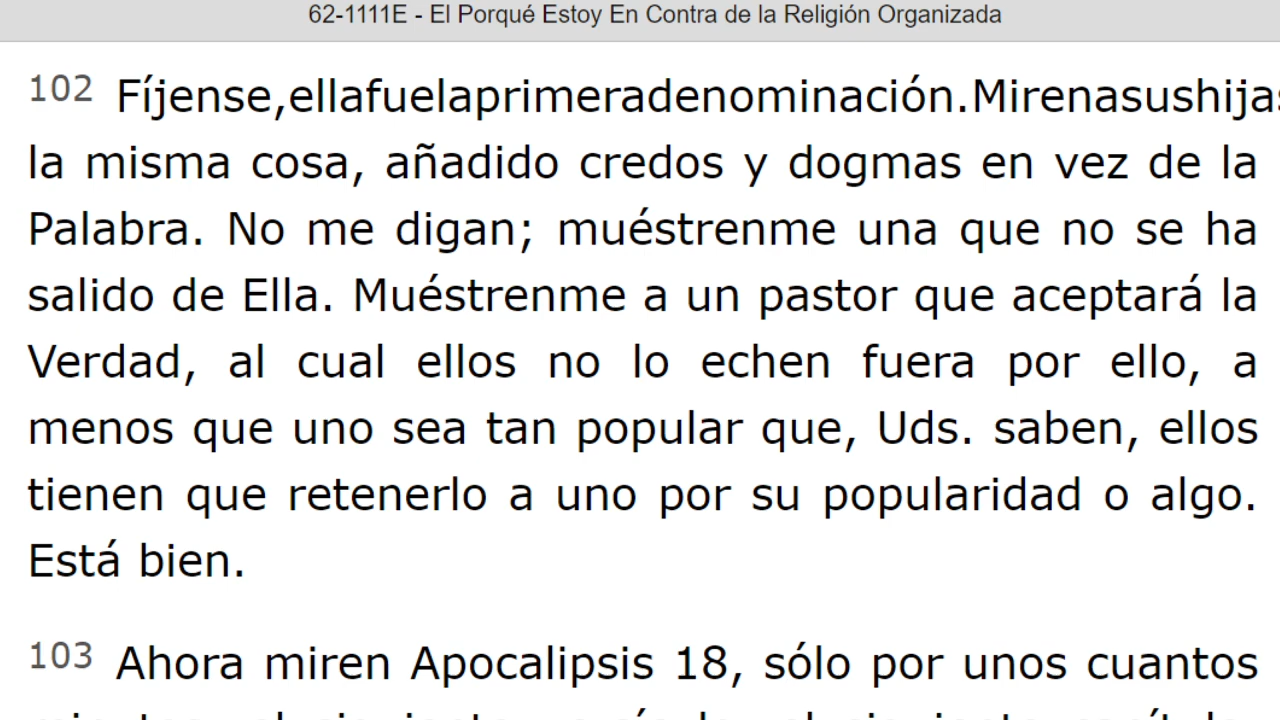 62-1111E - El Porqué Estoy En Contra de la Religión Organizada
102 Fíjense,ellafuelaprimeradenominación.Mirenasushijas
la misma cosa, añadido credos y dogmas en vez de la
Palabra. No me digan; muéstrenme una que no se ha
salido de Ella. Muéstrenme a un pastor que aceptará la
Verdad, al cual ellos no lo echen fuera por ello, a
menos que uno sea tan popular que, Uds. saben, ellos
tienen que retenerlo a uno por su popularidad o algo.
Está bien.
103 Ahora miren Apocalipsis 18, sólo por unos cuantos